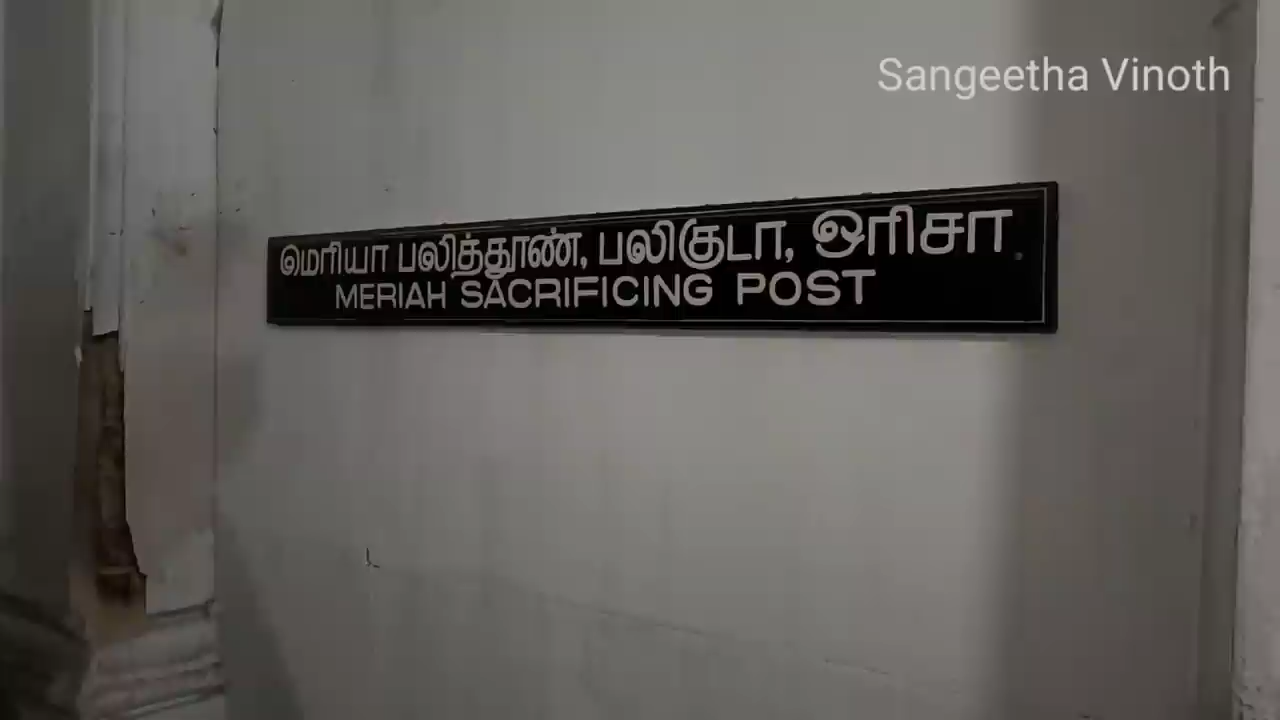 Sangeetha Vinoth
மெரியா பலித்தூண், பலிகுடா, ஒரிசா
MERIAH SACRIFICING POST